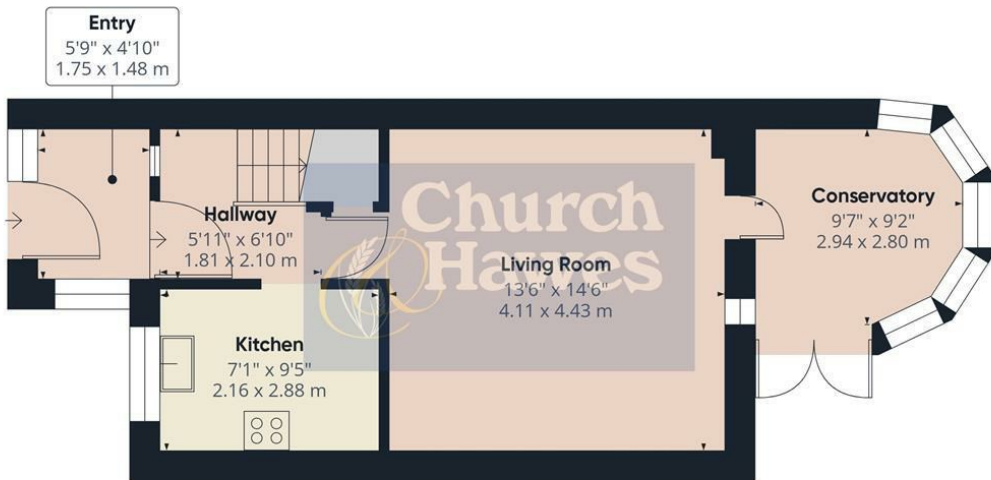 Entry
5'9" x 4'10"
1.75 x 1.48 m
Hallway
5'11" x 6'10"
1.81 x 2.10 m
Kitchen
7'1" x 9'5"
2.16 x 2.88 m
Church
Hawes
Living Room
13'6" x 14'6"
4.11 x 4.43 m
Conservatory
9'7" x 9'2"
2.94 x 2.80 m